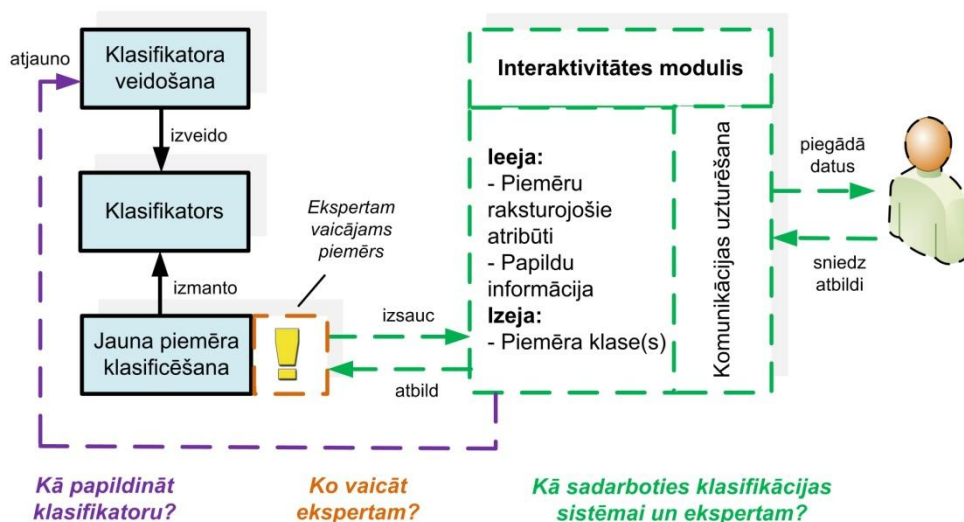 atjauno
Klasifikatora
veidošana
izveido
Klasifikators
izmanto
Jauna piemēra
klasificēšana
Ekspertam
vaicājams
piemērs
!
izsauc
atbild
Interaktivitātes modulis
Ieeja:
- Piemēru
raksturojošie
atribūti
- Papildu
informācija
Izeja:
- Piemēra klase(s)
Komunikācijas uzturēšana
piegādā
datus
sniedz
atbildi
Kā papildināt
klasifikatoru?
Ko vaicāt
ekspertam?
Kā sadarboties klasifikācijas
sistēmai un ekspertam?